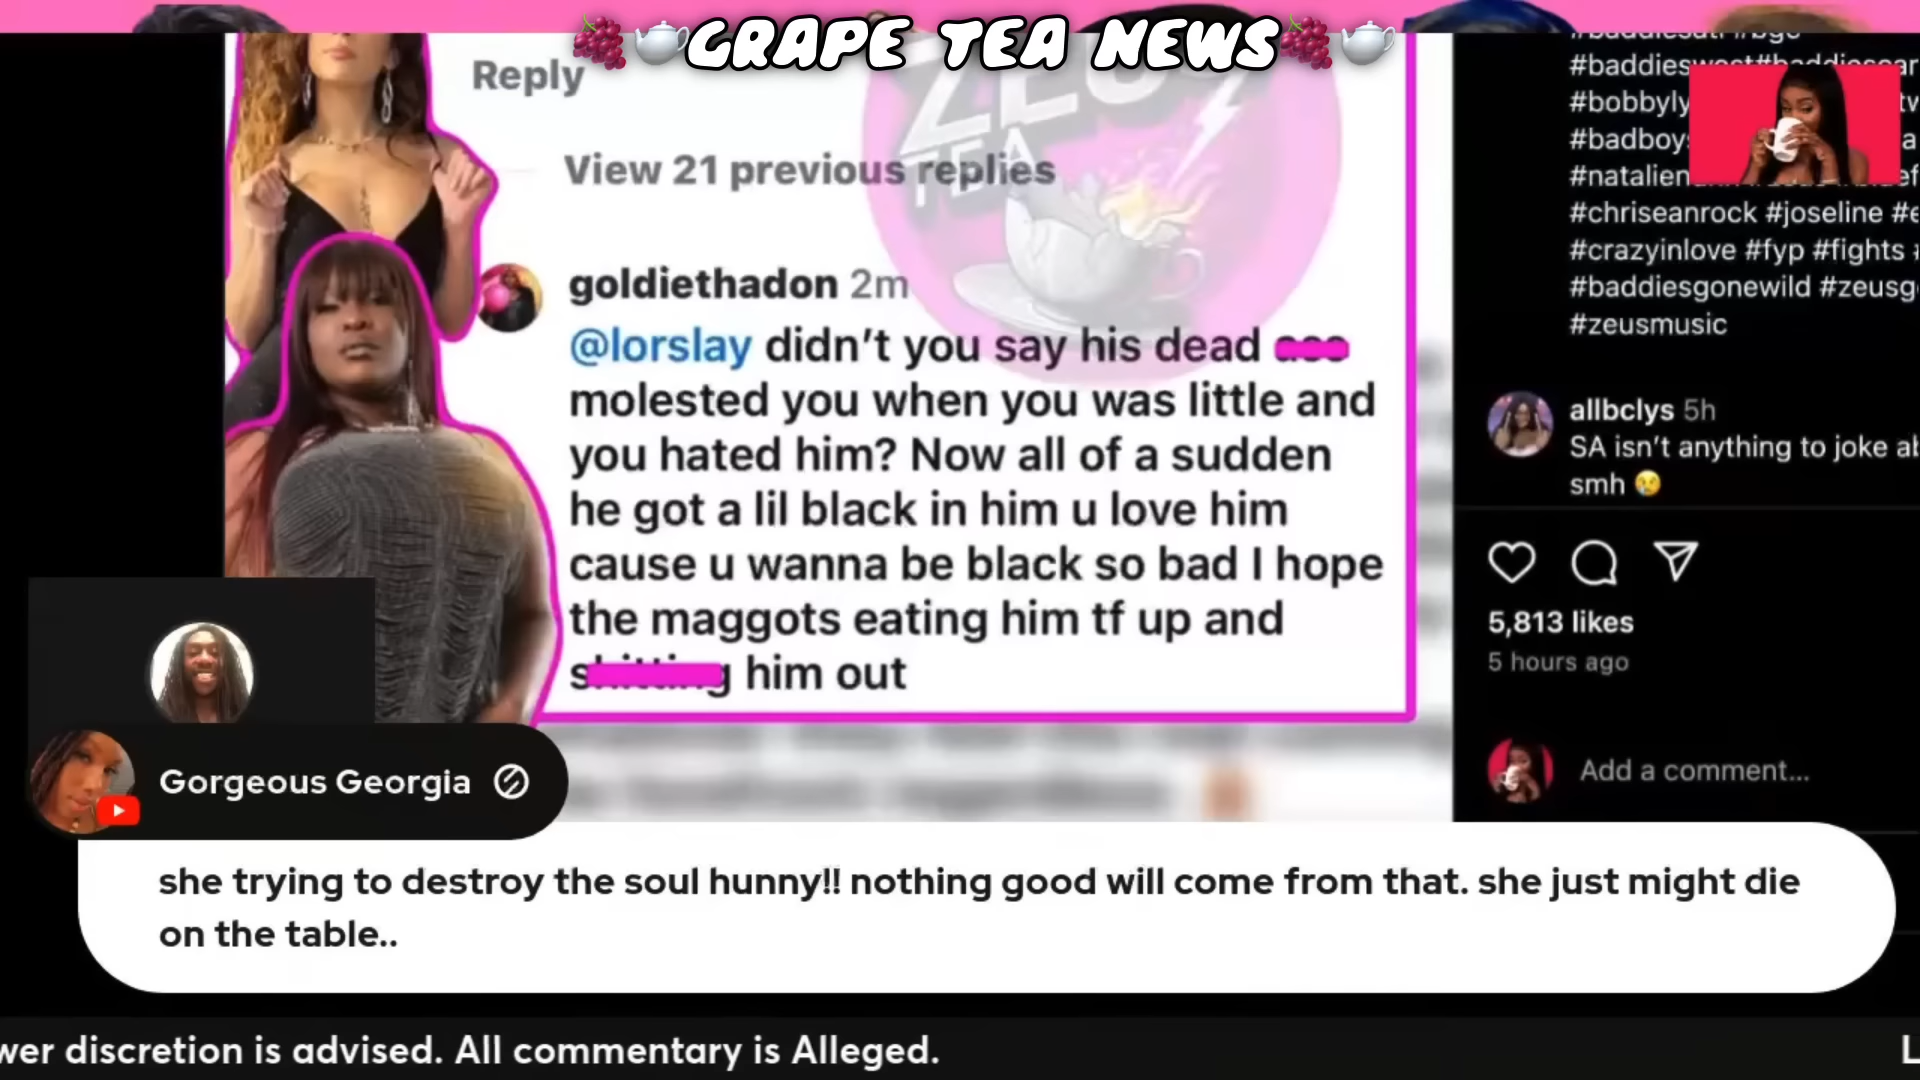 GRAPE TEA NEWS
Reply
View 21 previous replies
ZEUS
TEA
goldiethadon 2m
@lorslay didn't you say his dead
molested you when you was little and
you hated him? Now all of a sudden
he got a lil black in him u love him
cause u wanna be black so bad I hope
the maggots eating him tf up and
him out
#chriseanrock #joseline
#crazyinlove #fyp #fights
#baddiesgonewild #zeusg
#zeusmusic
allbclys 5h
SA isn't anything to joke ab
smh 😢
5,813 likes
5 hours ago
Add a comment...
Gorgeous Georgia
she trying to destroy the soul hunny!! nothing good will come from that. she just might die
on the table..
wer discretion is advised. All commentary is Alleged.
L